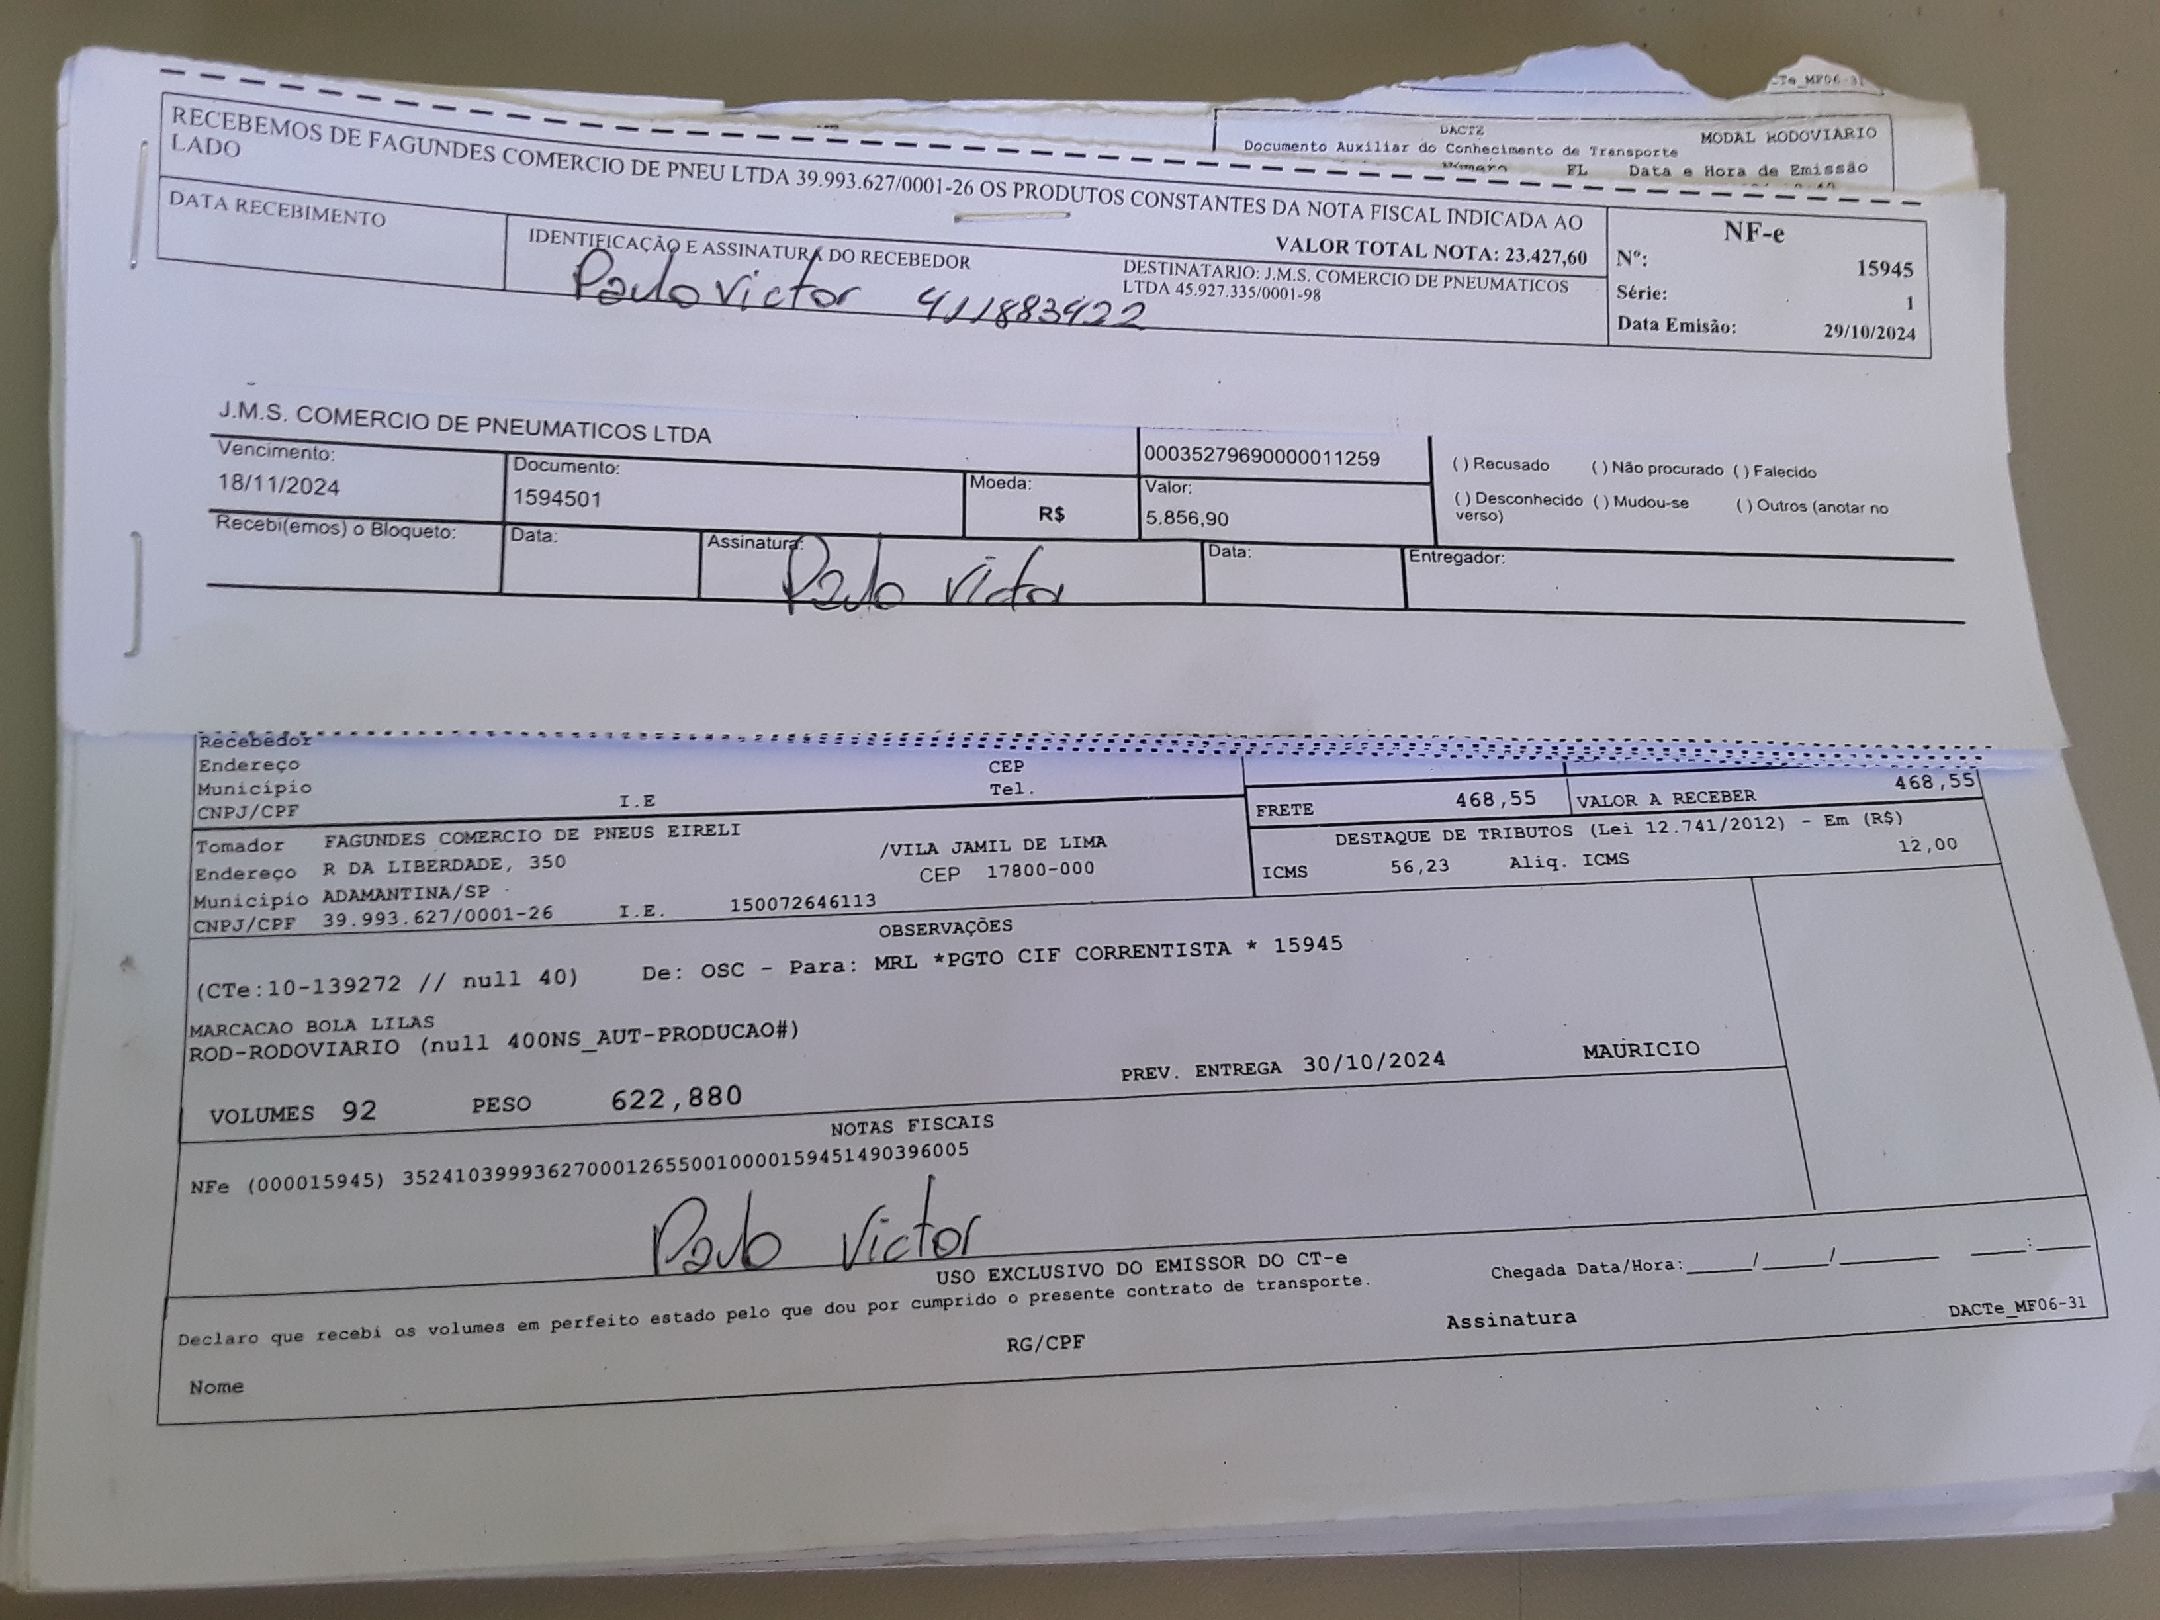 CTe_MF06-31
DACTE
MODAL RODOVIARIO
Documento Auxiliar do Conhecimento de Transporte
FL Data e Hora de Emissão
RECEBEMOS DE FAGUNDES COMERCIO DE PNEU LTDA 39.993.627/0001-26 OS PRODUTOS CONSTANTES DA NOTA FISCAL INDICADA AO
LADO
VALOR TOTAL NOTA: 23.427,60
NF-e
Nº: 15945
Série: 1
Data Emisão: 29/10/2024
DATA RECEBIMENTO
IDENTIFICAÇÃO E ASSINATURA DO RECEBEDOR
DESTINATARIO: J.M.S. COMERCIO DE PNEUMATICOS
LTDA 45.927.335/0001-98
Paulo Victor 411883422
J.M.S. COMERCIO DE PNEUMATICOS LTDA
00035279690000011259
( ) Recusado ( ) Não procurado ( ) Falecido
( ) Desconhecido ( ) Mudou-se ( ) Outros (anotar no
verso)
Vencimento: Documento: Moeda: Valor:
18/11/2024 1594501 R$ 5.856,90
Recebi(emos) o Bloqueto: Data: Assinatura: Data: Entregador:
Paulo Victor
Recebedor
Endereço CEP
Município Tel.
CNPJ/CPF I.E
FRETE 468,55 VALOR A RECEBER 468,55
Tomador FAGUNDES COMERCIO DE PNEUS EIRELI
Endereço R DA LIBERDADE, 350 /VILA JAMIL DE LIMA
Município ADAMANTINA/SP CEP 17800-000
CNPJ/CPF 39.993.627/0001-26 I.E. 150072646113
DESTAQUE DE TRIBUTOS (Lei 12.741/2012) - Em (R$)
ICMS 56,23 Aliq. ICMS 12,00
OBSERVAÇÕES
(CTe:10-139272 // null 40) De: OSC - Para: MRL *PGTO CIF CORRENTISTA * 15945
MARCACAO BOLA LILAS
ROD-RODOVIARIO (null 400NS_AUT-PRODUCAO#)
VOLUMES 92 PESO 622,880 PREV. ENTREGA 30/10/2024 MAURICIO
NOTAS FISCAIS
NFe (000015945) 35241039993627000126550010000159451490396005
Paulo Victor
USO EXCLUSIVO DO EMISSOR DO CT-e
Declaro que recebi os volumes em perfeito estado pelo que dou por cumprido o presente contrato de transporte.
Chegada Data/Hora:_____/_____/_______ ____:____
Nome RG/CPF Assinatura
DACTe_MF06-31